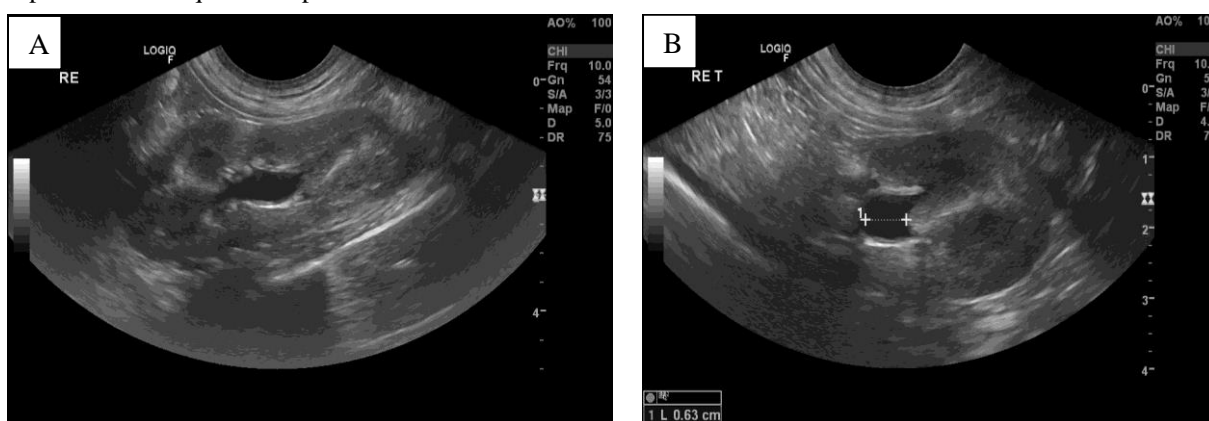 A
LOGIQ
F
RE
AO% 100
CHI
Frq 10.0
Gn 54
S/A 3/3
Map F/0
D 5.0
DR 75
0
4
B
LOGIQ
F
RE T
AO% 10
CHI
Frq 10.
Gn 5
S/A 3/
Map F/
D 4.
DR 7
0
1
2
3
4
1
1 L 0.63 cm